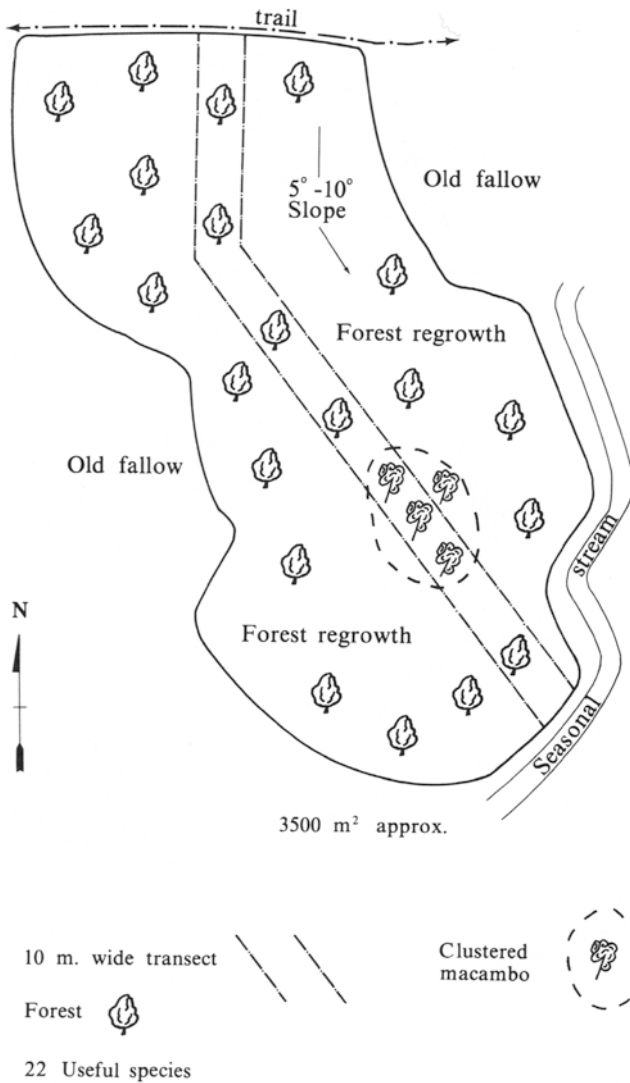 trail
5° -10°
Slope
Old fallow
Forest regrowth
Old fallow
stream
N
Forest regrowth
Seasonal
3500 m² approx.
10 m. wide transect
Clustered
macambo
Forest
22 Useful species